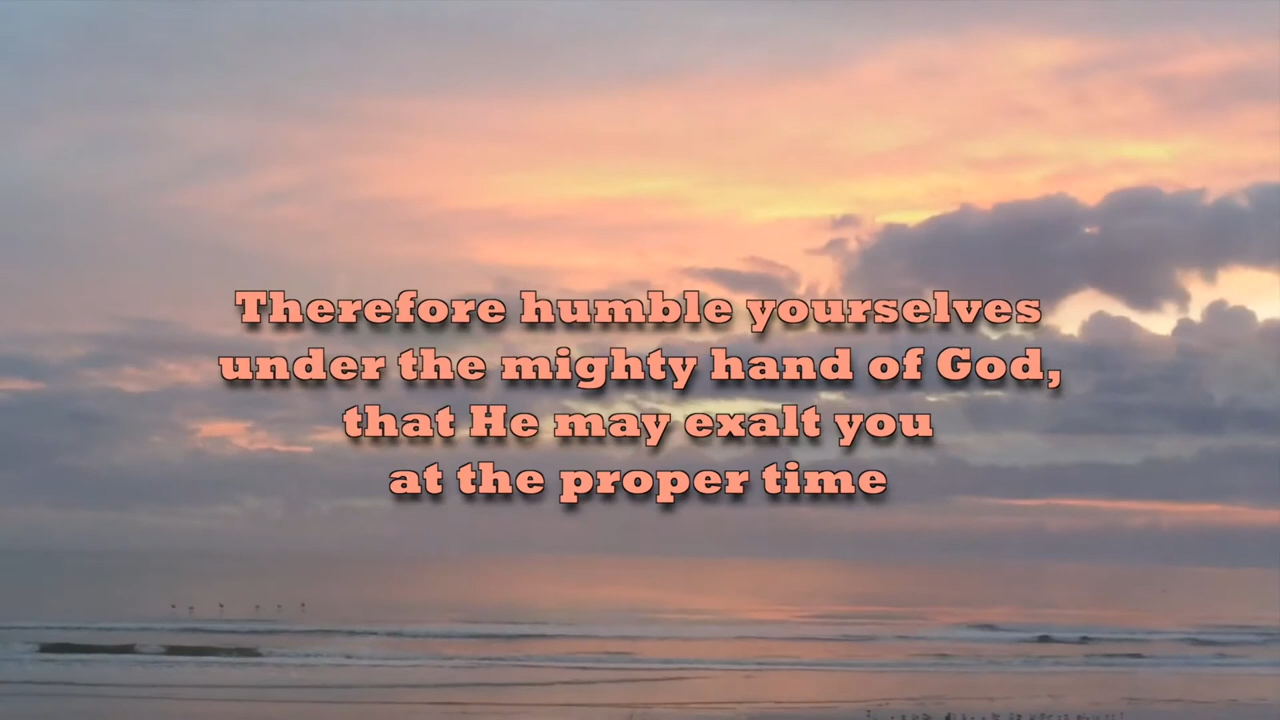 Therefore humble yourselves
under the mighty hand of God,
that He may exalt you
at the proper time